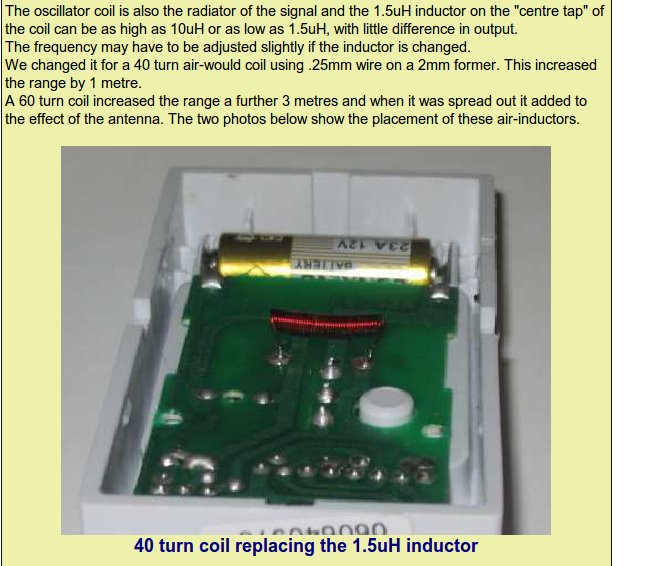 The oscillator coil is also the radiator of the signal and the 1.5uH inductor on the "centre tap" of
the coil can be as high as 10uH or as low as 1.5uH, with little difference in output.
The frequency may have to be adjusted slightly if the inductor is changed.
We changed it for a 40 turn air-would coil using .25mm wire on a 2mm former. This increased
the range by 1 metre.
A 60 turn coil increased the range a further 3 metres and when it was spread out it added to
the effect of the antenna. The two photos below show the placement of these air-inductors.
23A 12V
BATTERY
40 turn coil replacing the 1.5uH inductor